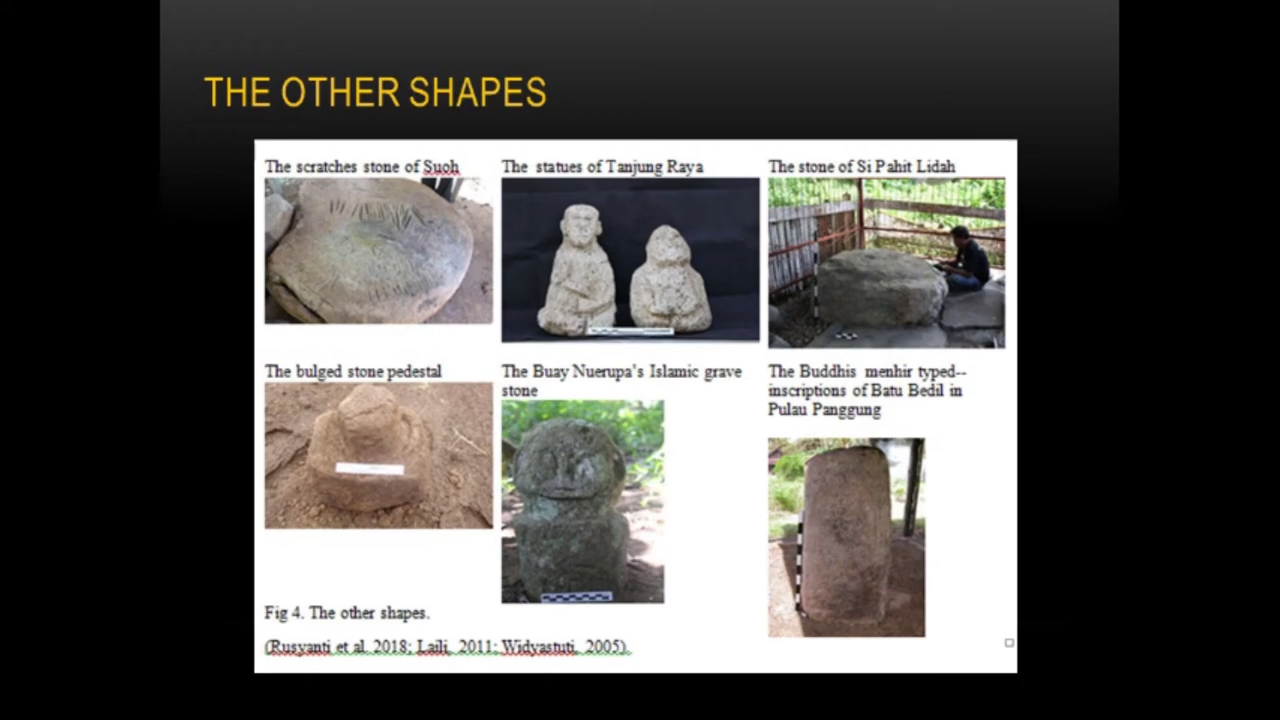 THE OTHER SHAPES
The scratches stone of Suoh
The statues of Tanjung Raya
The stone of Si Pahit Lidah
The bulged stone pedestal
The Buay Nuerupa's Islamic grave
stone
The Buddhis menhir typed--
inscriptions of Batu Bedil in
Pulau Panggung
Fig 4. The other shapes.
(Rusyanti et al. 2018; Laili, 2011; Widyastuti, 2005).